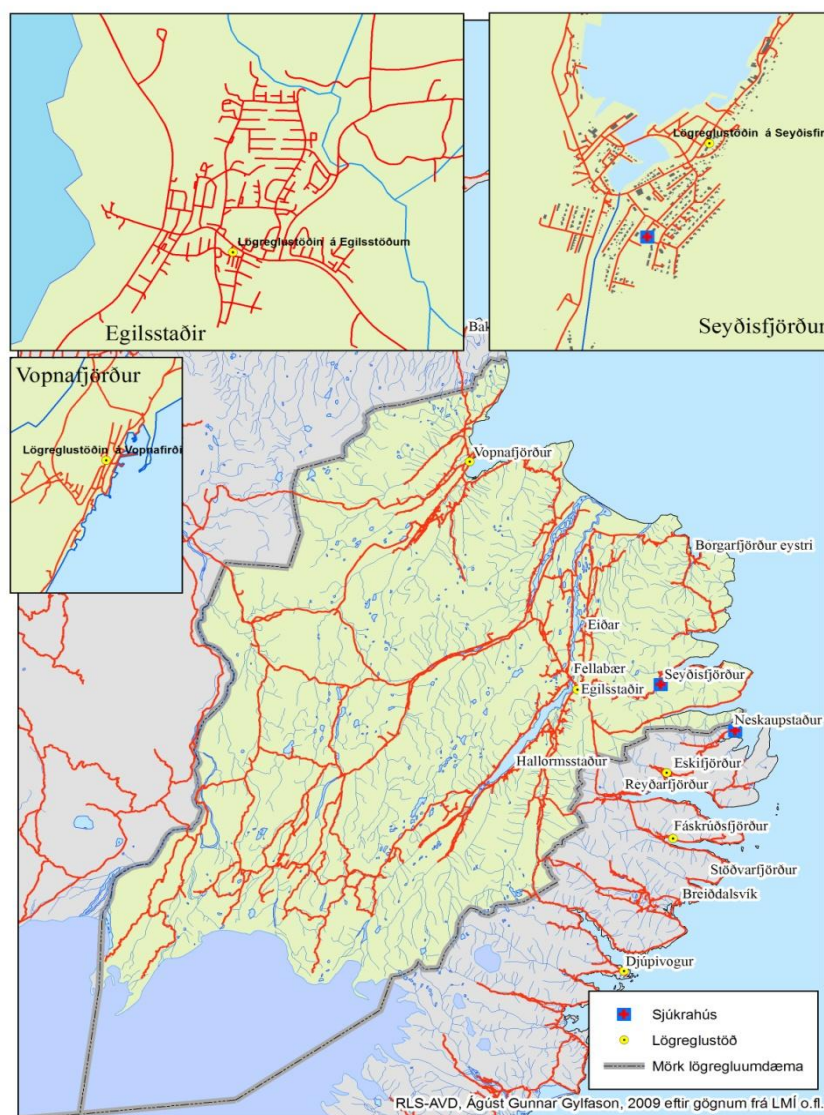 Lögreglustöðin á Egilsstöðum
Egilsstaðir
Lögreglustöðin á Seyðisfir
Seyðisfjörður
Bak
Vopnafjörður
Lögreglustöðin á Vopnafirði
Vopnafjörður
Borgarfjörður eystri
Eiðar
Fellabær
Seyðisfjörður
Egilsstaðir
Neskaupstaður
Hallormsstaður
Eskifjörður
Reyðarfjörður
Fáskrúðsfjörður
Stöðvarfjörður
Breiðdalsvík
Djúpivogur
Sjúkrahús
Lögreglustöð
Mörk lögregluumdæma
RLS-AVD, Ágúst Gunnar Gylfason, 2009 eftir gögnum frá LMÍ o.fl.